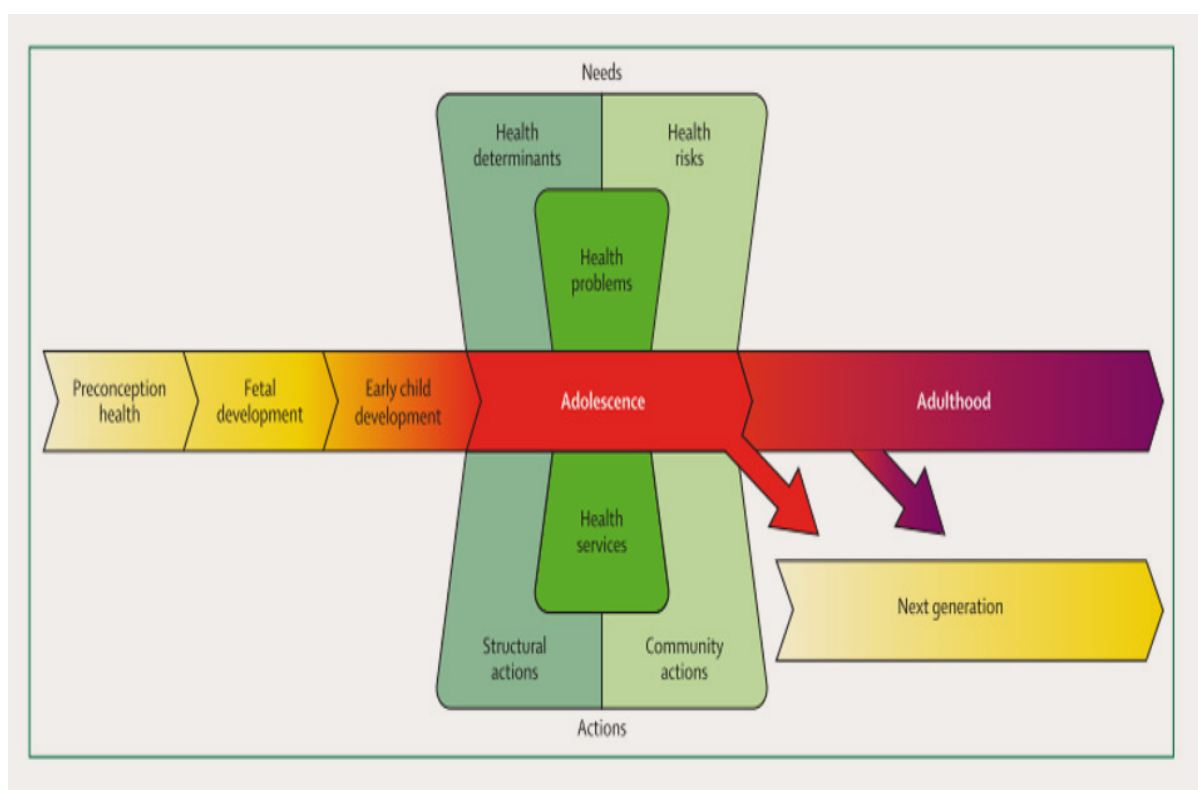 Needs
Health
determinants
Health
risks
Health
problems
Preconception
health
Fetal
development
Early child
development
Adolescence
Adulthood
Health
services
Next generation
Structural
actions
Community
actions
Actions